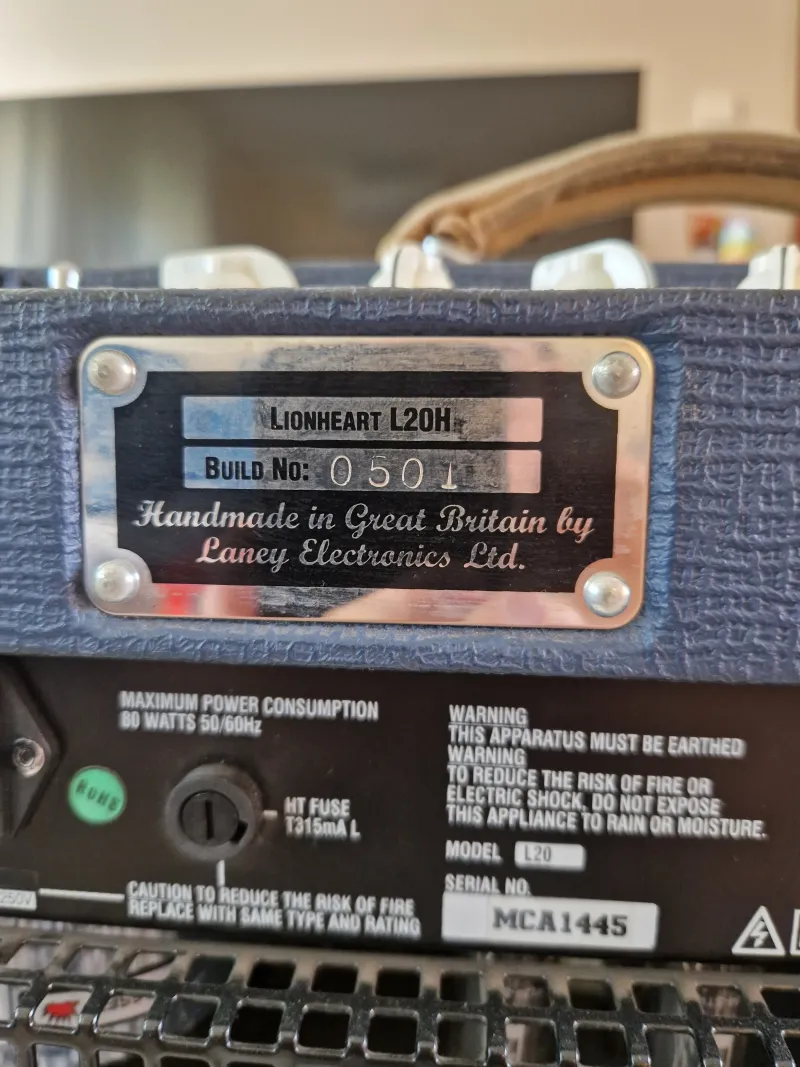 LIONHEART L20H
BUILD NO: 0501
Handmade in Great Britain by
Laney Electronics Ltd.
MAXIMUM POWER CONSUMPTION
80 WATTS 50/60Hz
RoHS
HT FUSE
T315mA L
CAUTION TO REDUCE THE RISK OF FIRE
REPLACE WITH SAME TYPE AND RATING
250V
WARNING
THIS APPARATUS MUST BE EARTHED
WARNING
TO REDUCE THE RISK OF FIRE OR
ELECTRIC SHOCK, DO NOT EXPOSE
THIS APPLIANCE TO RAIN OR MOISTURE.
MODEL L20
SERIAL NO.
MCA1445